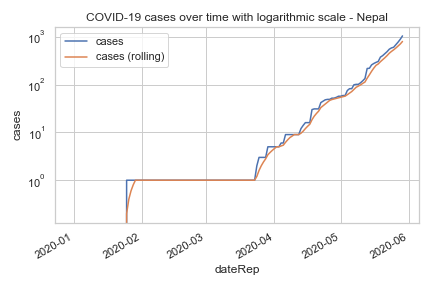 COVID-19 cases over time with logarithmic scale - Nepal
cases
cases (rolling)
10³
10²
10¹
10⁰
cases
2020-01
2020-02
2020-03
2020-04
2020-05
2020-06
dateRep